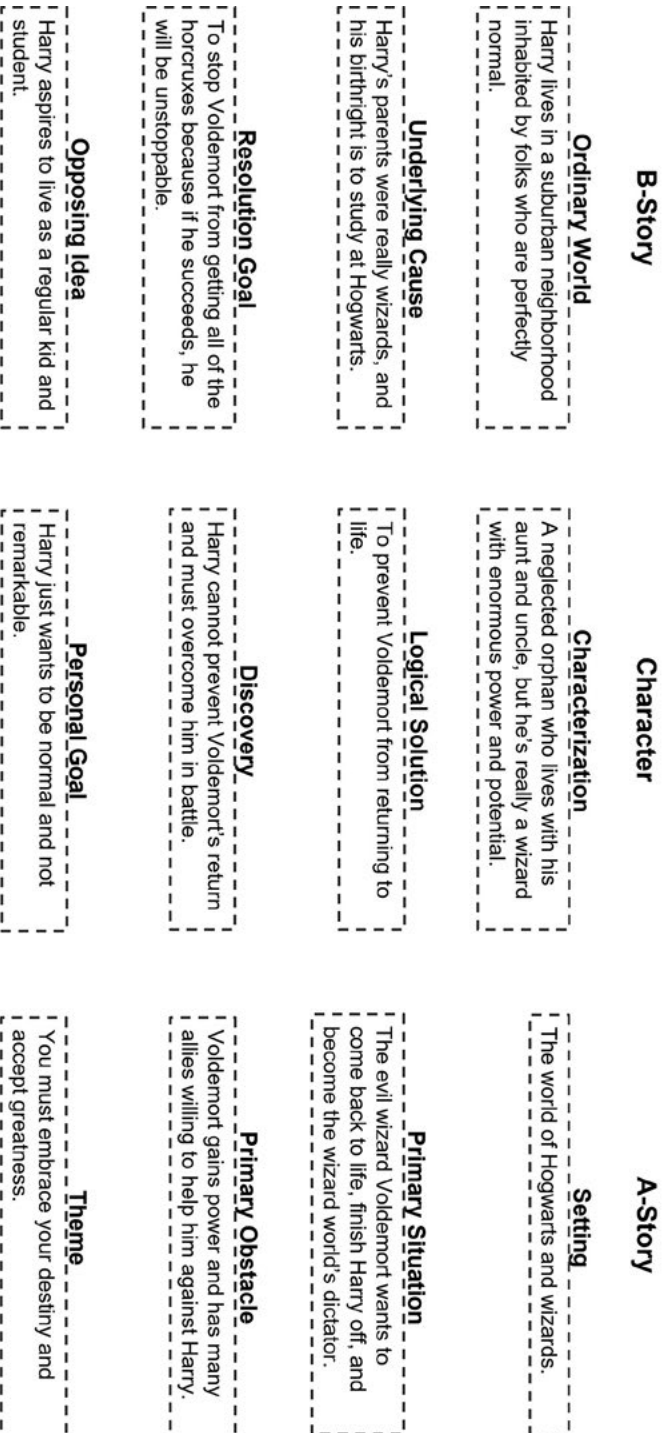 B-Story
Character
A-Story
Ordinary World
Harry lives in a suburban neighborhood
inhabited by folks who are perfectly
normal.
Characterization
A neglected orphan who lives with his
aunt and uncle, but he's really a wizard
with enormous power and potential.
Setting
The world of Hogwarts and wizards.
Underlying Cause
Harry's parents were really wizards, and
his birthright is to study at Hogwarts.
Logical Solution
To prevent Voldemort from returning to
life.
Primary Situation
The evil wizard Voldemort wants to
come back to life, finish Harry off, and
become the wizard world's dictator.
Resolution Goal
To stop Voldemort from getting all of the
horcruxes because if he succeeds, he
will be unstoppable.
Discovery
Harry cannot prevent Voldemort's return
and must overcome him in battle.
Primary Obstacle
Voldemort gains power and has many
allies willing to help him against Harry.
Opposing Idea
Harry aspires to live as a regular kid and
student.
Personal Goal
Harry just wants to be normal and not
remarkable.
Theme
You must embrace your destiny and
accept greatness.